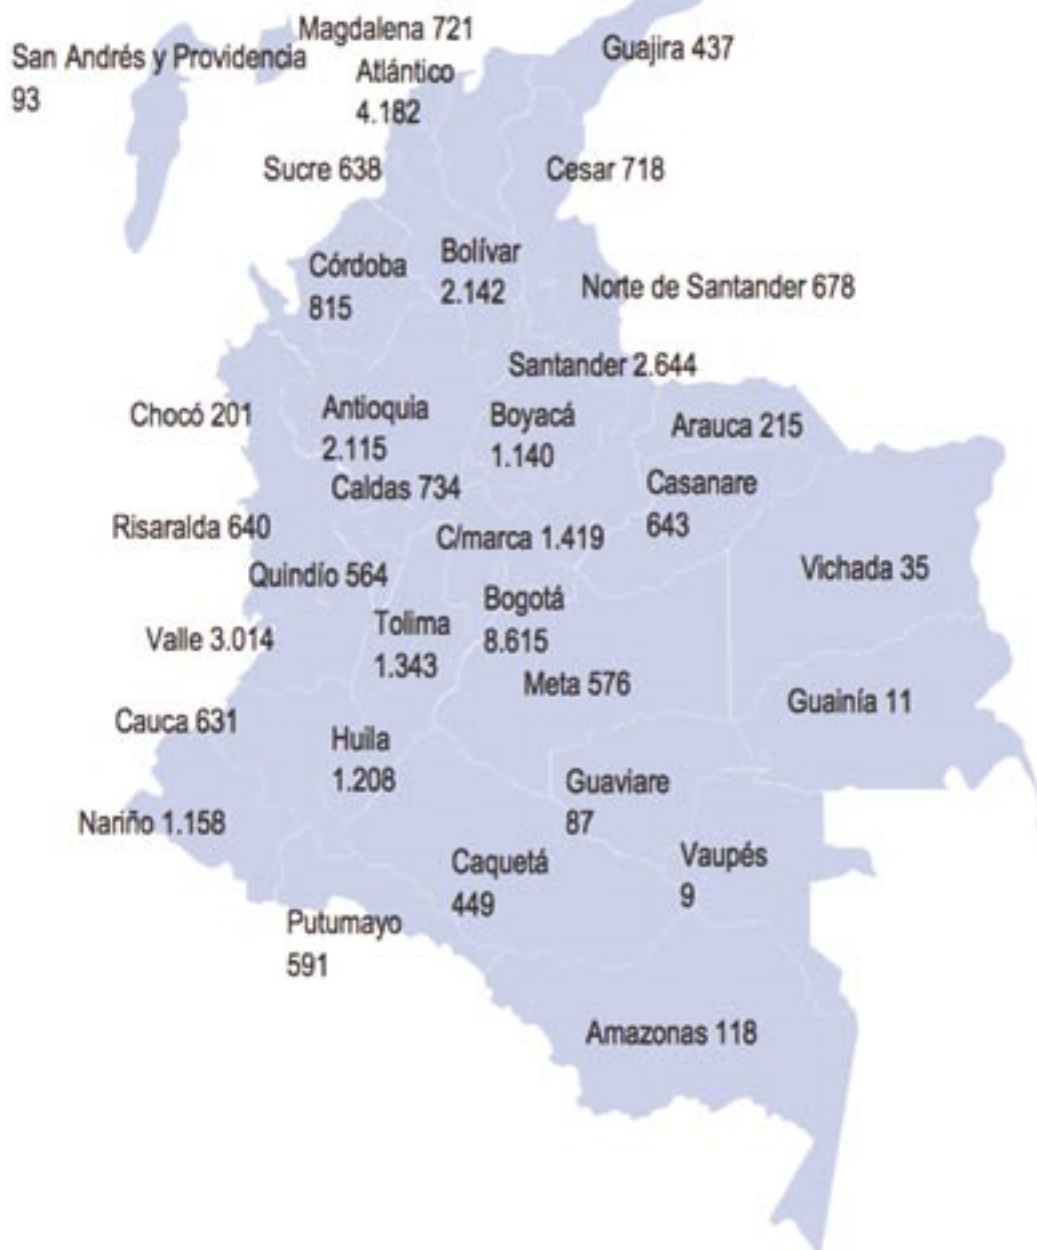 Magdalena 721
San Andrés y Providencia
93
Guajira 437
Atlántico
4.182
Sucre 638
Cesar 718
Córdoba
815
Bolívar
2.142
Norte de Santander 678
Santander 2.644
Chocó 201
Antioquia
2.115
Boyacá
1.140
Arauca 215
Caldas 734
Casanare
643
Risaralda 640
C/marca 1.419
Quindío 564
Vichada 35
Bogotá
8.615
Valle 3.014
Tolima
1.343
Meta 576
Guainía 11
Cauca 631
Huila
1.208
Guaviare
87
Nariño 1.158
Caquetá
449
Vaupés
9
Putumayo
591
Amazonas 118